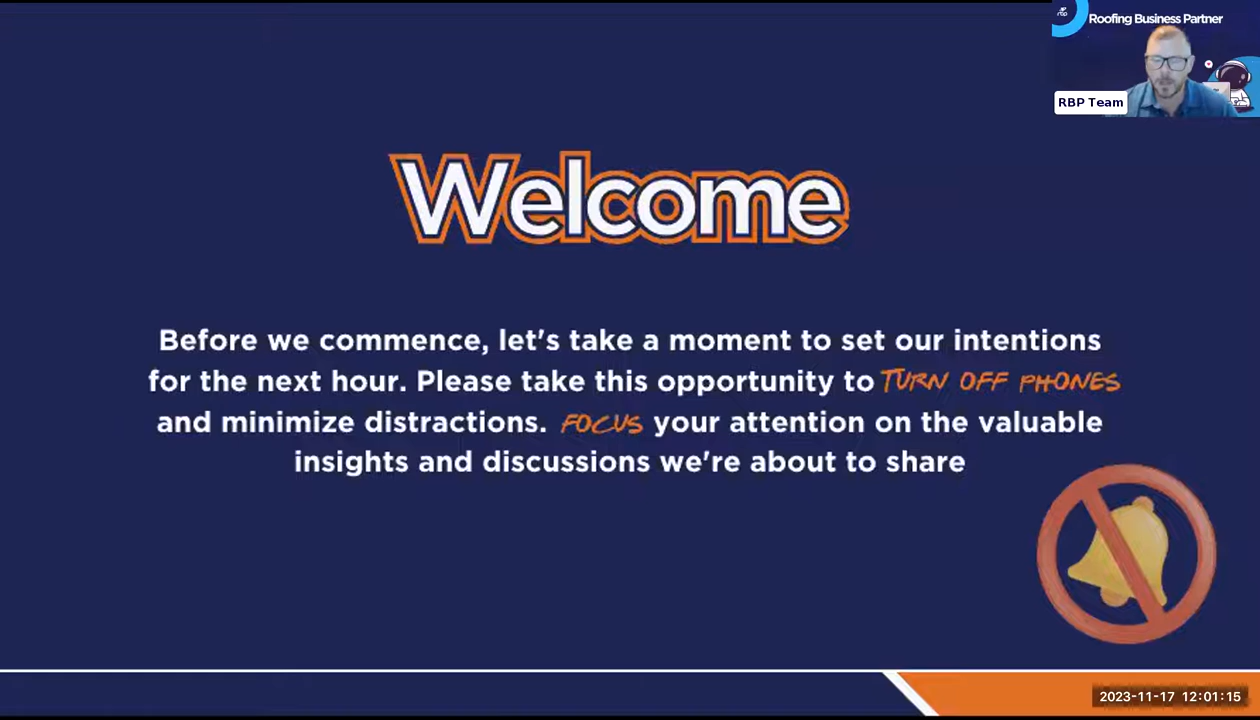 rbp
Roofing Business Partner
RBP Team
Welcome
Before we commence, let's take a moment to set our intentions
for the next hour. Please take this opportunity to TURN OFF PHONES
and minimize distractions. FOCUS your attention on the valuable
insights and discussions we're about to share
2023-11-17 12:01:15